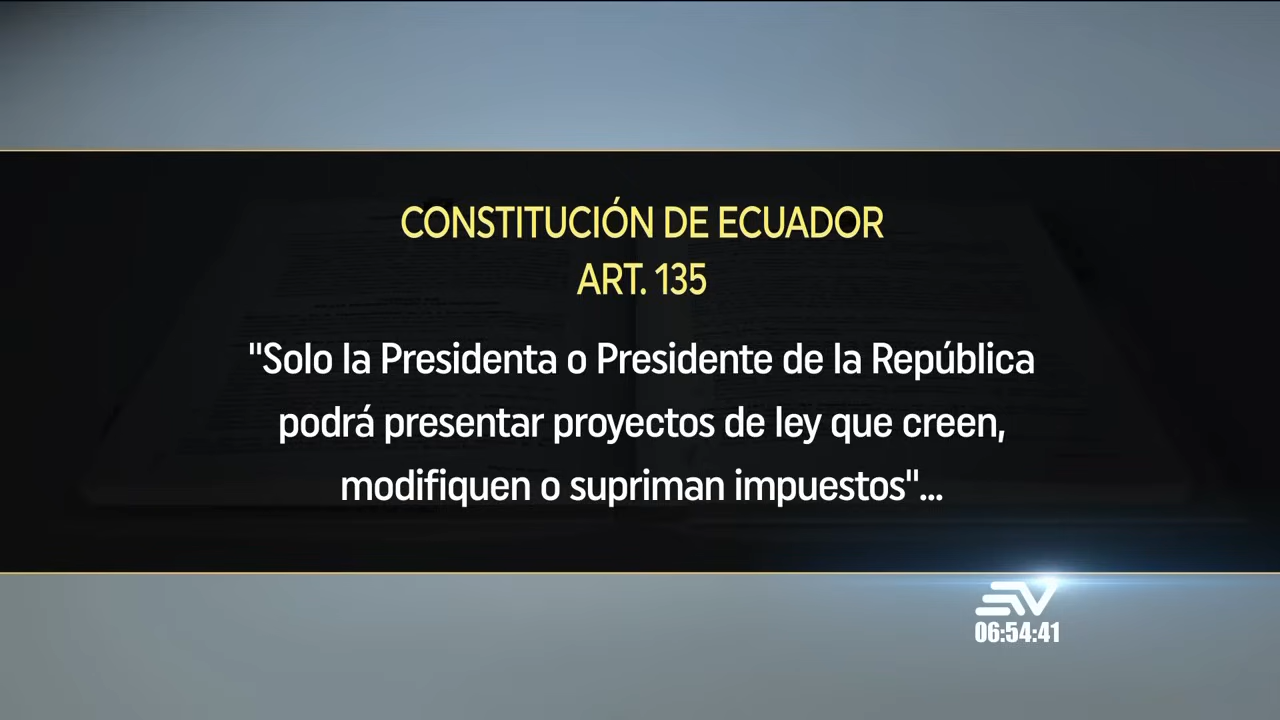 CONSTITUCIÓN DE ECUADOR
ART. 135
"Solo la Presidenta o Presidente de la República
podrá presentar proyectos de ley que creen,
modifiquen o supriman impuestos"...
06:54:41